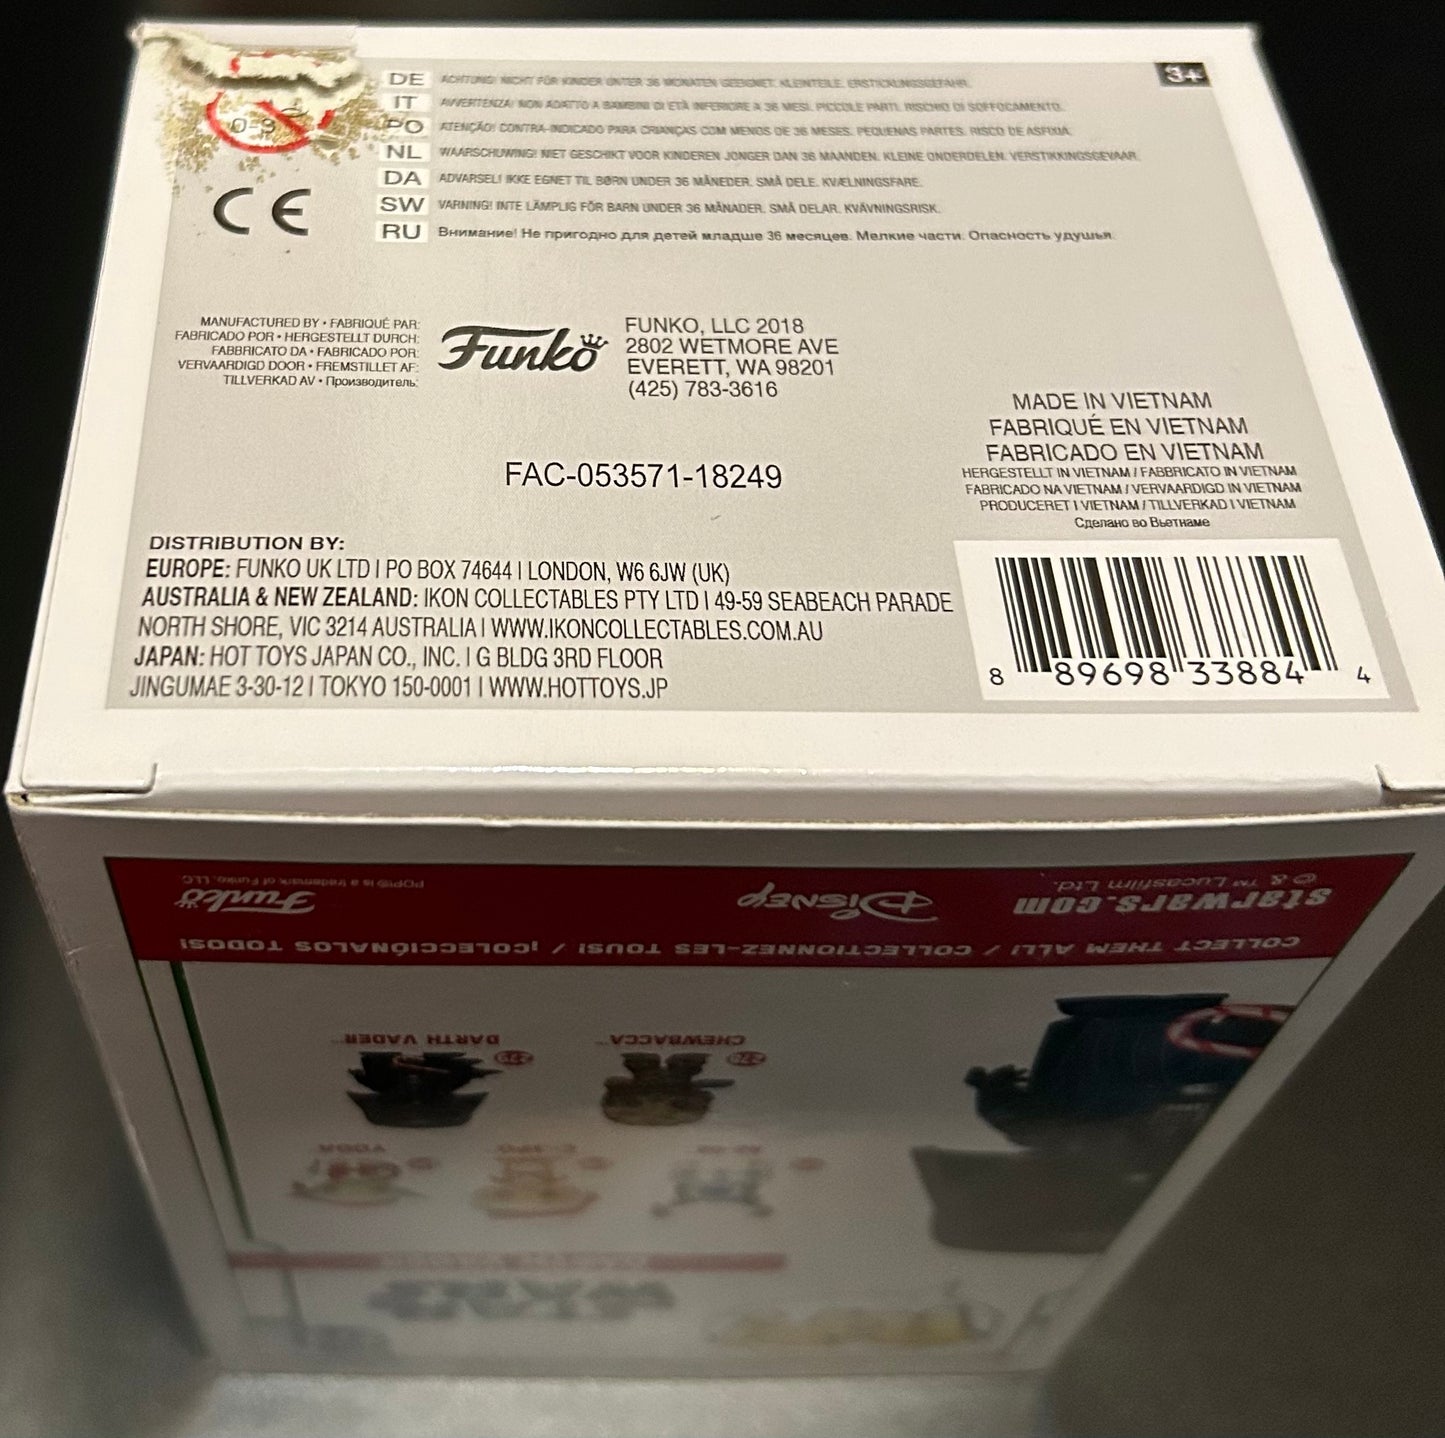 0-3
3+
DE ACHTUNG! NICHT FÜR KINDER UNTER 36 MONATEN GEEIGNET. KLEINTEILE. ERSTICKUNGSGEFAHR.
IT AVVERTENZA! NON ADATTO A BAMBINI DI ETÀ INFERIORE A 36 MESI. PICCOLE PARTI. RISCHIO DI SOFFOCAMENTO.
PO ATENÇÃO! CONTRA-INDICADO PARA CRIANÇAS COM MENOS DE 36 MESES. PEQUENAS PARTES. RISCO DE ASFIXIA.
NL WAARSCHUWING! NIET GESCHIKT VOOR KINDEREN JONGER DAN 36 MAANDEN. KLEINE ONDERDELEN. VERSTIKKINGSGEVAAR.
DA ADVARSEL! IKKE EGNET TIL BØRN UNDER 36 MÅNEDER. SMÅ DELE. KVÆLNINGSFARE.
SW VARNING! INTE LÄMPLIG FÖR BARN UNDER 36 MÅNADER. SMÅ DELAR. KVÄVNINGSRISK.
RU Внимание! Не пригодно для детей младше 36 месяцев. Мелкие части. Опасность удушья.
CE
MANUFACTURED BY • FABRIQUÉ PAR:
FABRICADO POR • HERGESTELLT DURCH:
FABBRICATO DA • FABRICADO POR:
VERVAARDIGD DOOR • FREMSTILLET AF:
TILLVERKAD AV • Производитель:
Funko
FUNKO, LLC 2018
2802 WETMORE AVE
EVERETT, WA 98201
(425) 783-3616
MADE IN VIETNAM
FABRIQUÉ EN VIETNAM
FABRICADO EN VIETNAM
HERGESTELLT IN VIETNAM / FABBRICATO IN VIETNAM
FABRICADO NA VIETNAM / VERVAARDIGD IN VIETNAM
PRODUCERET I VIETNAM / TILLVERKAD I VIETNAM
Сделано во Вьетнаме
FAC-053571-18249
DISTRIBUTION BY:
EUROPE: FUNKO UK LTD | PO BOX 74644 | LONDON, W6 6JW (UK)
AUSTRALIA & NEW ZEALAND: IKON COLLECTABLES PTY LTD | 49-59 SEABEACH PARADE
NORTH SHORE, VIC 3214 AUSTRALIA | WWW.IKONCOLLECTABLES.COM.AU
JAPAN: HOT TOYS JAPAN CO., INC. | G BLDG 3RD FLOOR
JINGUMAE 3-30-12 | TOKYO 150-0001 | WWW.HOTTOYS.JP
8 89698 33884 4
STAR WARS
YODA
C-3PO
R2-D2
279
DARTH VADER™
278
CHEWBACCA™
COLLECT THEM ALL! / COLLECTIONNEZ-LES TOUS! / ¡COLECCIÓNALOS TODOS!
starwars.com
© & ™ Lucasfilm Ltd.
Disney
Funko
POP!® is a trademark of Funko, LLC